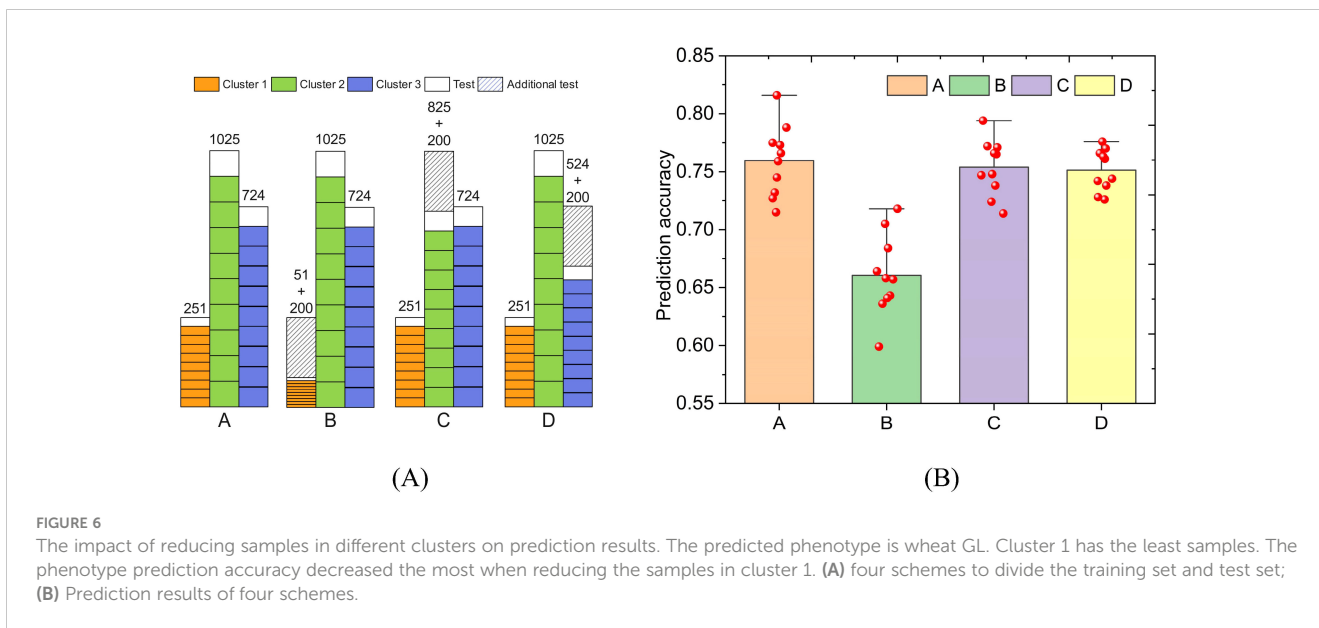 Cluster 1 Cluster 2 Cluster 3 Test Additional test
825
+
200
1025 1025 1025
724 724 724
524
+
200
251 251 251
51
+
200
A B C D
(A)
0.85
0.80
0.75
0.70
0.65
0.60
0.55
Prediction accuracy
A B C D
A B C D
(B)
FIGURE 6
The impact of reducing samples in different clusters on prediction results. The predicted phenotype is wheat GL. Cluster 1 has the least samples. The
phenotype prediction accuracy decreased the most when reducing the samples in cluster 1. (A) four schemes to divide the training set and test set;
(B) Prediction results of four schemes.